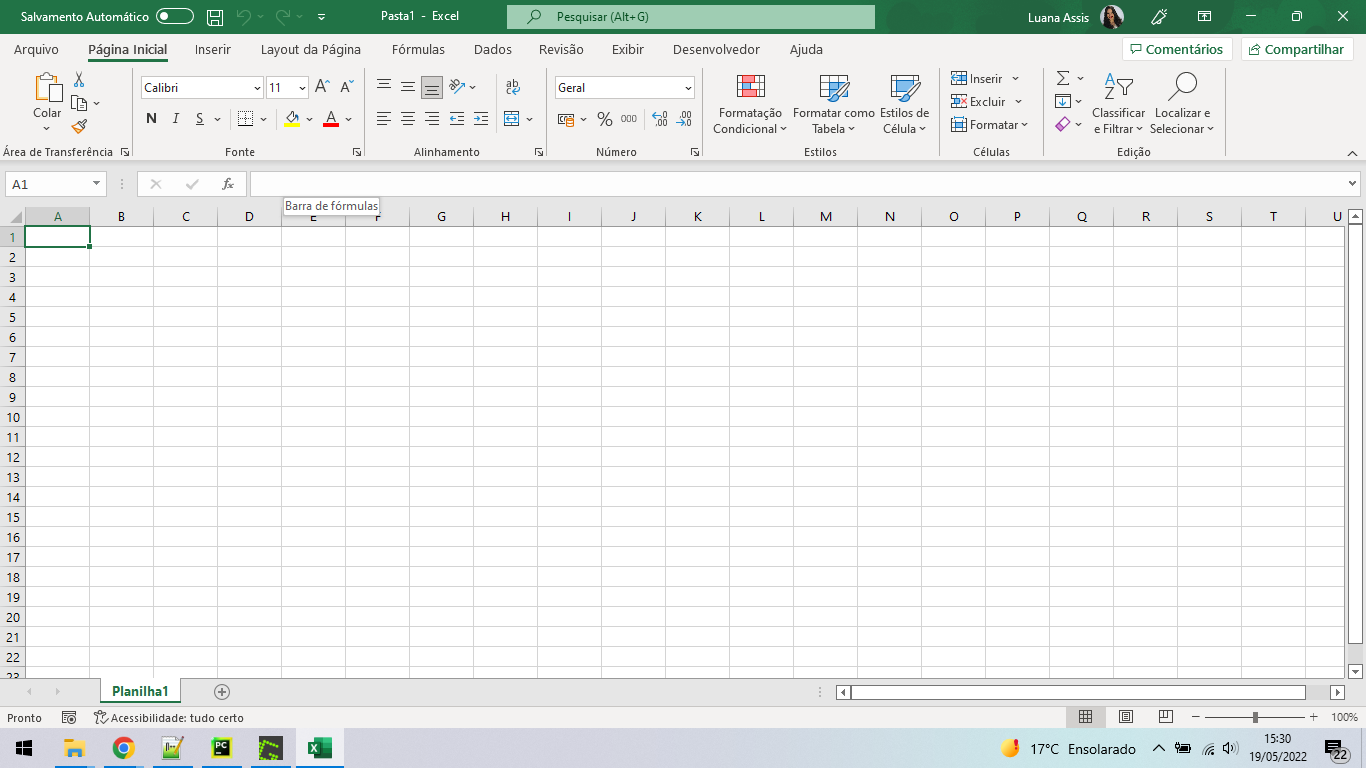 Salvamento Automático
Pasta1 - Excel
Pesquisar (Alt+G)
Luana Assis
Arquivo Página Inicial Inserir Layout da Página Fórmulas Dados Revisão Exibir Desenvolvedor Ajuda
Comentários Compartilhar
Colar
Calibri 11
N I S
Geral
% 000
Formatação Condicional
Formatar como Tabela
Estilos de Célula
Inserir
Excluir
Formatar
Classificar e Filtrar
Localizar e Selecionar
Área de Transferência Fonte Alinhamento Número Estilos Células Edição
A1 fx
Barra de fórmulas
A B C D E F G H I J K L M N O P Q R S T U
1
2
3
4
5
6
7
8
9
10
11
12
13
14
15
16
17
18
19
20
21
22
23
Planilha1
Pronto Acessibilidade: tudo certo 100%
17°C Ensolarado
15:30
19/05/2022
22